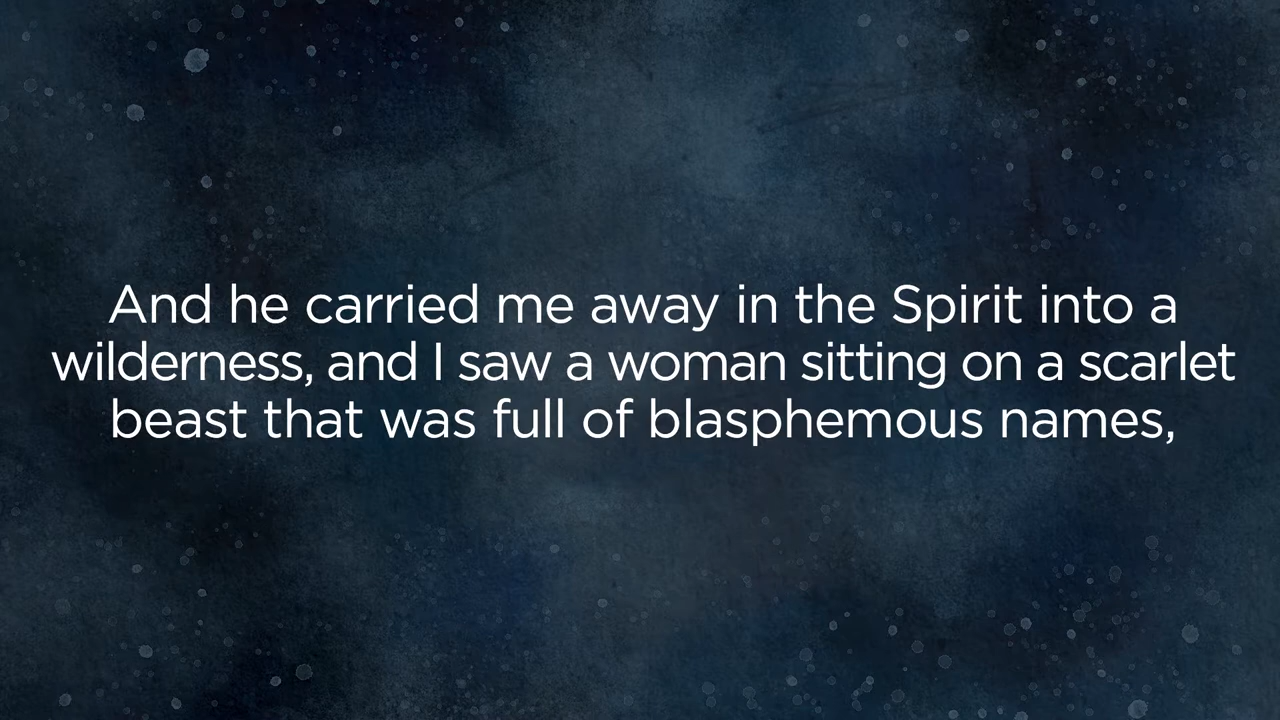 And he carried me away in the Spirit into a
wilderness, and I saw a woman sitting on a scarlet
beast that was full of blasphemous names,